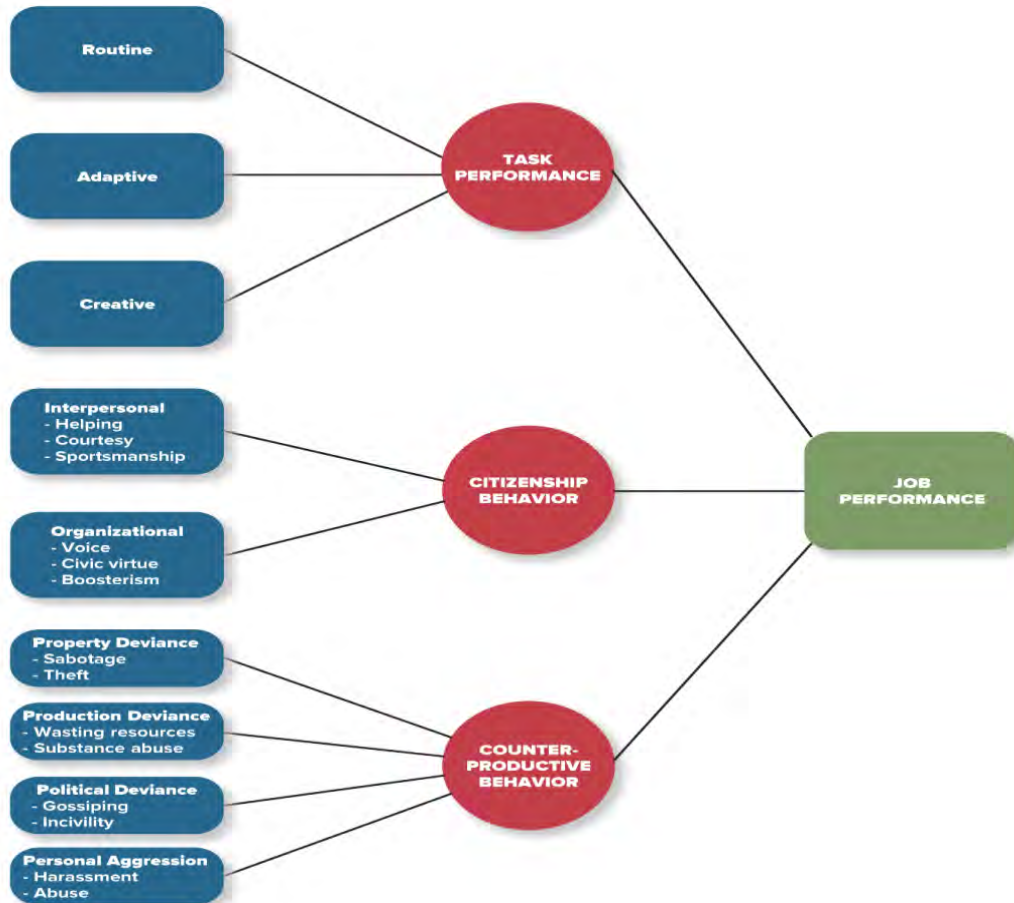 Routine
Adaptive
Creative
TASK
PERFORMANCE
Interpersonal
- Helping
- Courtesy
- Sportsmanship
Organizational
- Voice
- Civic virtue
- Boosterism
CITIZENSHIP
BEHAVIOR
Property Deviance
- Sabotage
- Theft
Production Deviance
- Wasting resources
- Substance abuse
Political Deviance
- Gossiping
- Incivility
Personal Aggression
- Harassment
- Abuse
COUNTER-
PRODUCTIVE
BEHAVIOR
JOB
PERFORMANCE